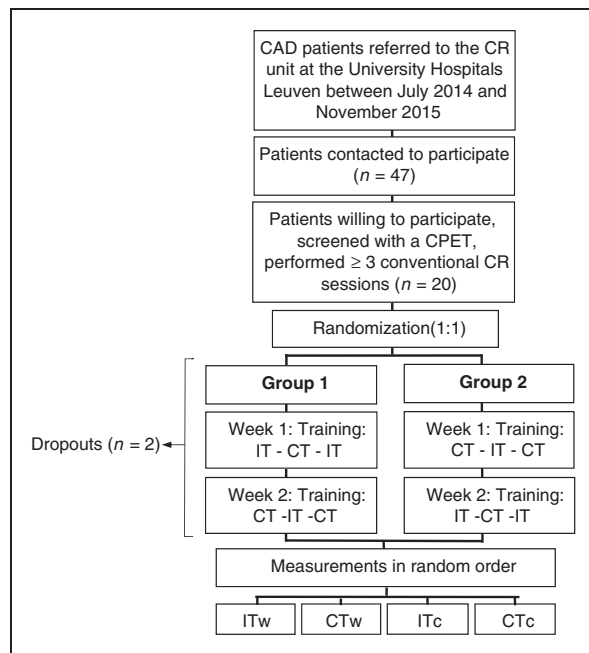 CAD patients referred to the CR
unit at the University Hospitals
Leuven between July 2014 and
November 2015
Patients contacted to participate
(n = 47)
Patients willing to participate,
screened with a CPET,
performed ≥ 3 conventional CR
sessions (n = 20)
Randomization(1:1)
Group 1
Group 2
Dropouts (n = 2)
Week 1: Training:
IT - CT - IT
Week 1: Training:
CT - IT - CT
Week 2: Training:
CT -IT -CT
Week 2: Training:
IT -CT -IT
Measurements in random order
ITw
CTw
ITc
CTc